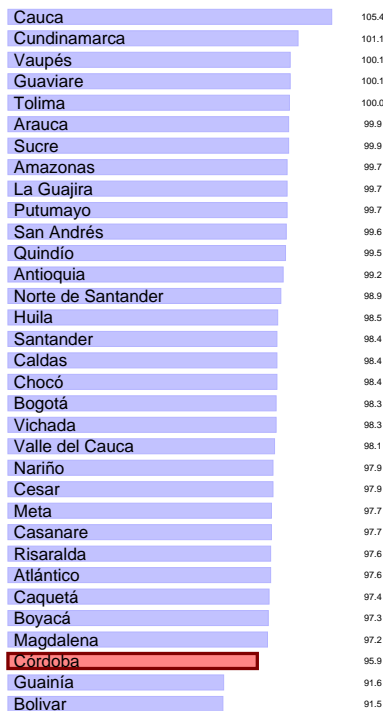 Cauca 105.4
Cundinamarca 101.1
Vaupés 100.1
Guaviare 100.1
Tolima 100.0
Arauca 99.9
Sucre 99.9
Amazonas 99.7
La Guajira 99.7
Putumayo 99.7
San Andrés 99.6
Quindío 99.5
Antioquia 99.2
Norte de Santander 98.9
Huila 98.5
Santander 98.4
Caldas 98.4
Chocó 98.4
Bogotá 98.3
Vichada 98.3
Valle del Cauca 98.1
Nariño 97.9
Cesar 97.9
Meta 97.7
Casanare 97.7
Risaralda 97.6
Atlántico 97.6
Caquetá 97.4
Boyacá 97.3
Magdalena 97.2
Córdoba 95.9
Guainía 91.6
Bolivar 91.5